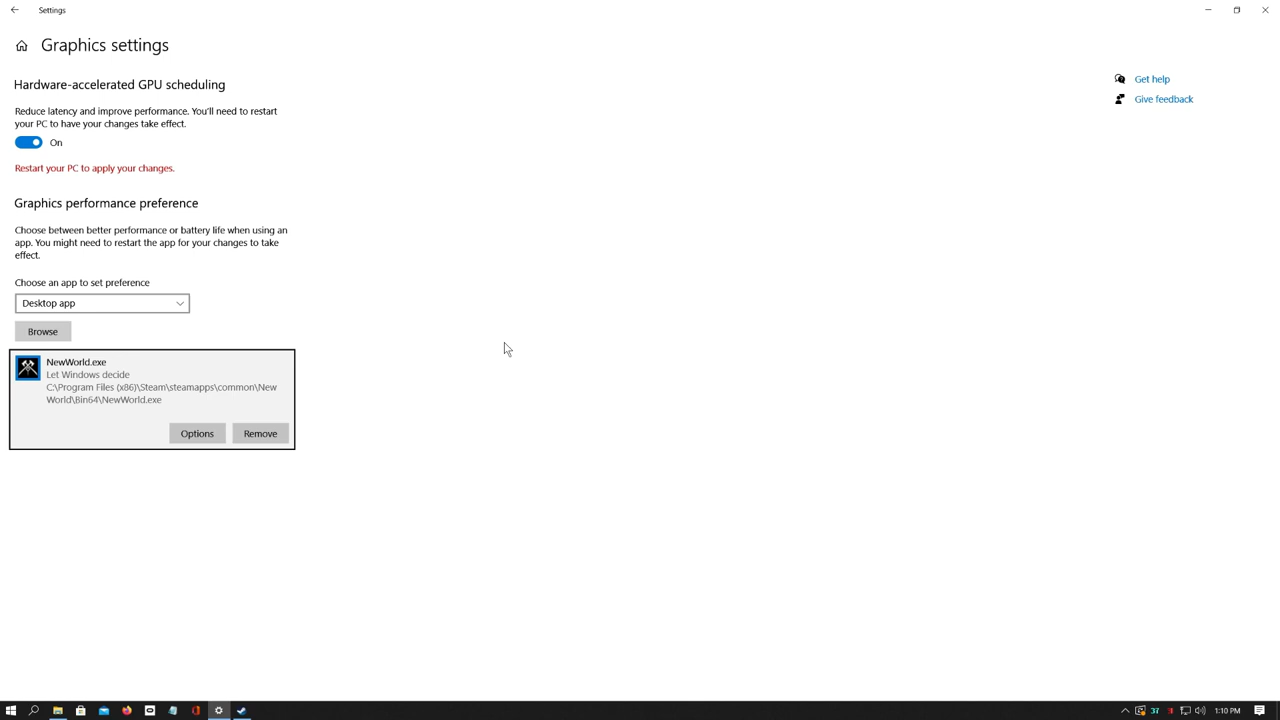 Settings
Graphics settings
Hardware-accelerated GPU scheduling
Get help
Give feedback
Reduce latency and improve performance. You'll need to restart
your PC to have your changes take effect.
On
Restart your PC to apply your changes.
Graphics performance preference
Choose between better performance or battery life when using an
app. You might need to restart the app for your changes to take
effect.
Choose an app to set preference
Desktop app
Browse
NewWorld.exe
Let Windows decide
C:\Program Files (x86)\Steam\steamapps\common\New
World\Bin64\NewWorld.exe
Options
Remove
37
1:10 PM